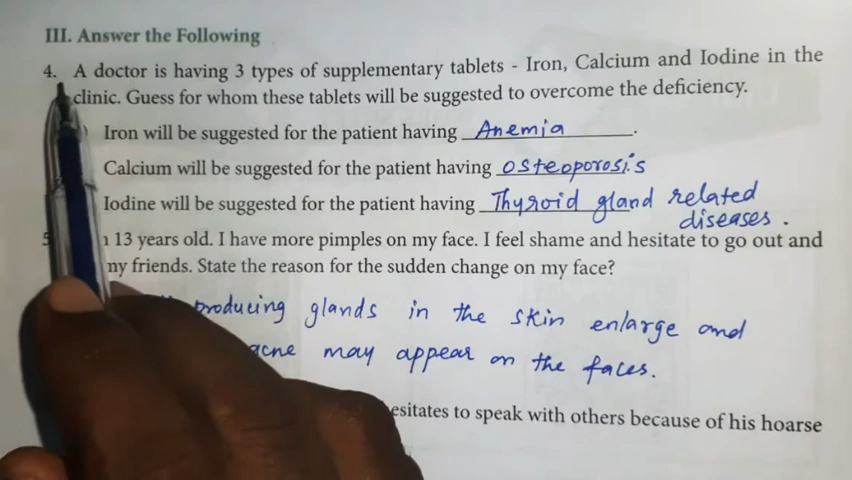 III. Answer the Following
4. A doctor is having 3 types of supplementary tablets - Iron, Calcium and Iodine in the
clinic. Guess for whom these tablets will be suggested to overcome the deficiency.
Iron will be suggested for the patient having Anemia.
Calcium will be suggested for the patient having Osteoporosis
Iodine will be suggested for the patient having Thyroid gland related
diseases.
13 years old. I have more pimples on my face. I feel shame and hesitate to go out and
my friends. State the reason for the sudden change on my face?
producing glands in the skin enlarge and
acne may appear on the faces.
hesitates to speak with others because of his hoarse